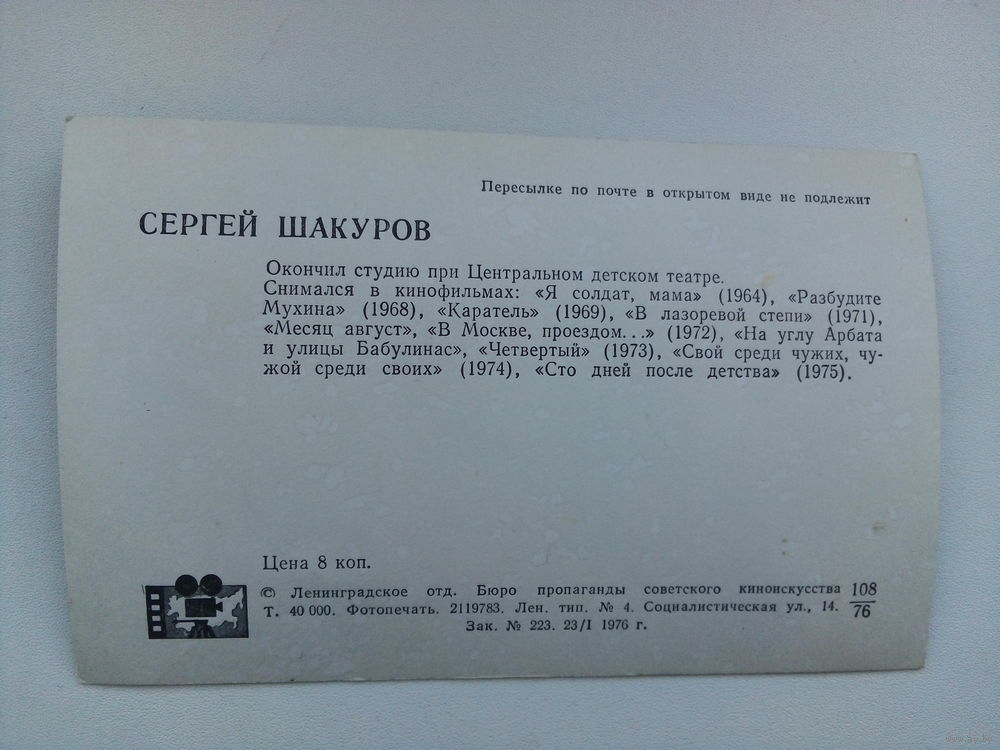 Пересылке по почте в открытом виде не подлежит
СЕРГЕЙ ШАКУРОВ
Окончил студию при Центральном детском театре.
Снимался в кинофильмах: «Я солдат, мама» (1964), «Разбудите
Мухина» (1968), «Каратель» (1969), «В лазоревой степи» (1971),
«Месяц август», «В Москве, проездом...» (1972), «На углу Арбата
и улицы Бабулинас», «Четвертый» (1973), «Свой среди чужих, чу-
жой среди своих» (1974), «Сто дней после детства» (1975).
Цена 8 коп.
© Ленинградское отд. Бюро пропаганды советского киноискусства 108
Т. 40 000. Фотопечать. 2119783. Лен. тип. № 4. Социалистическая ул., 14. 76
Зак. № 223. 23/I 1976 г.